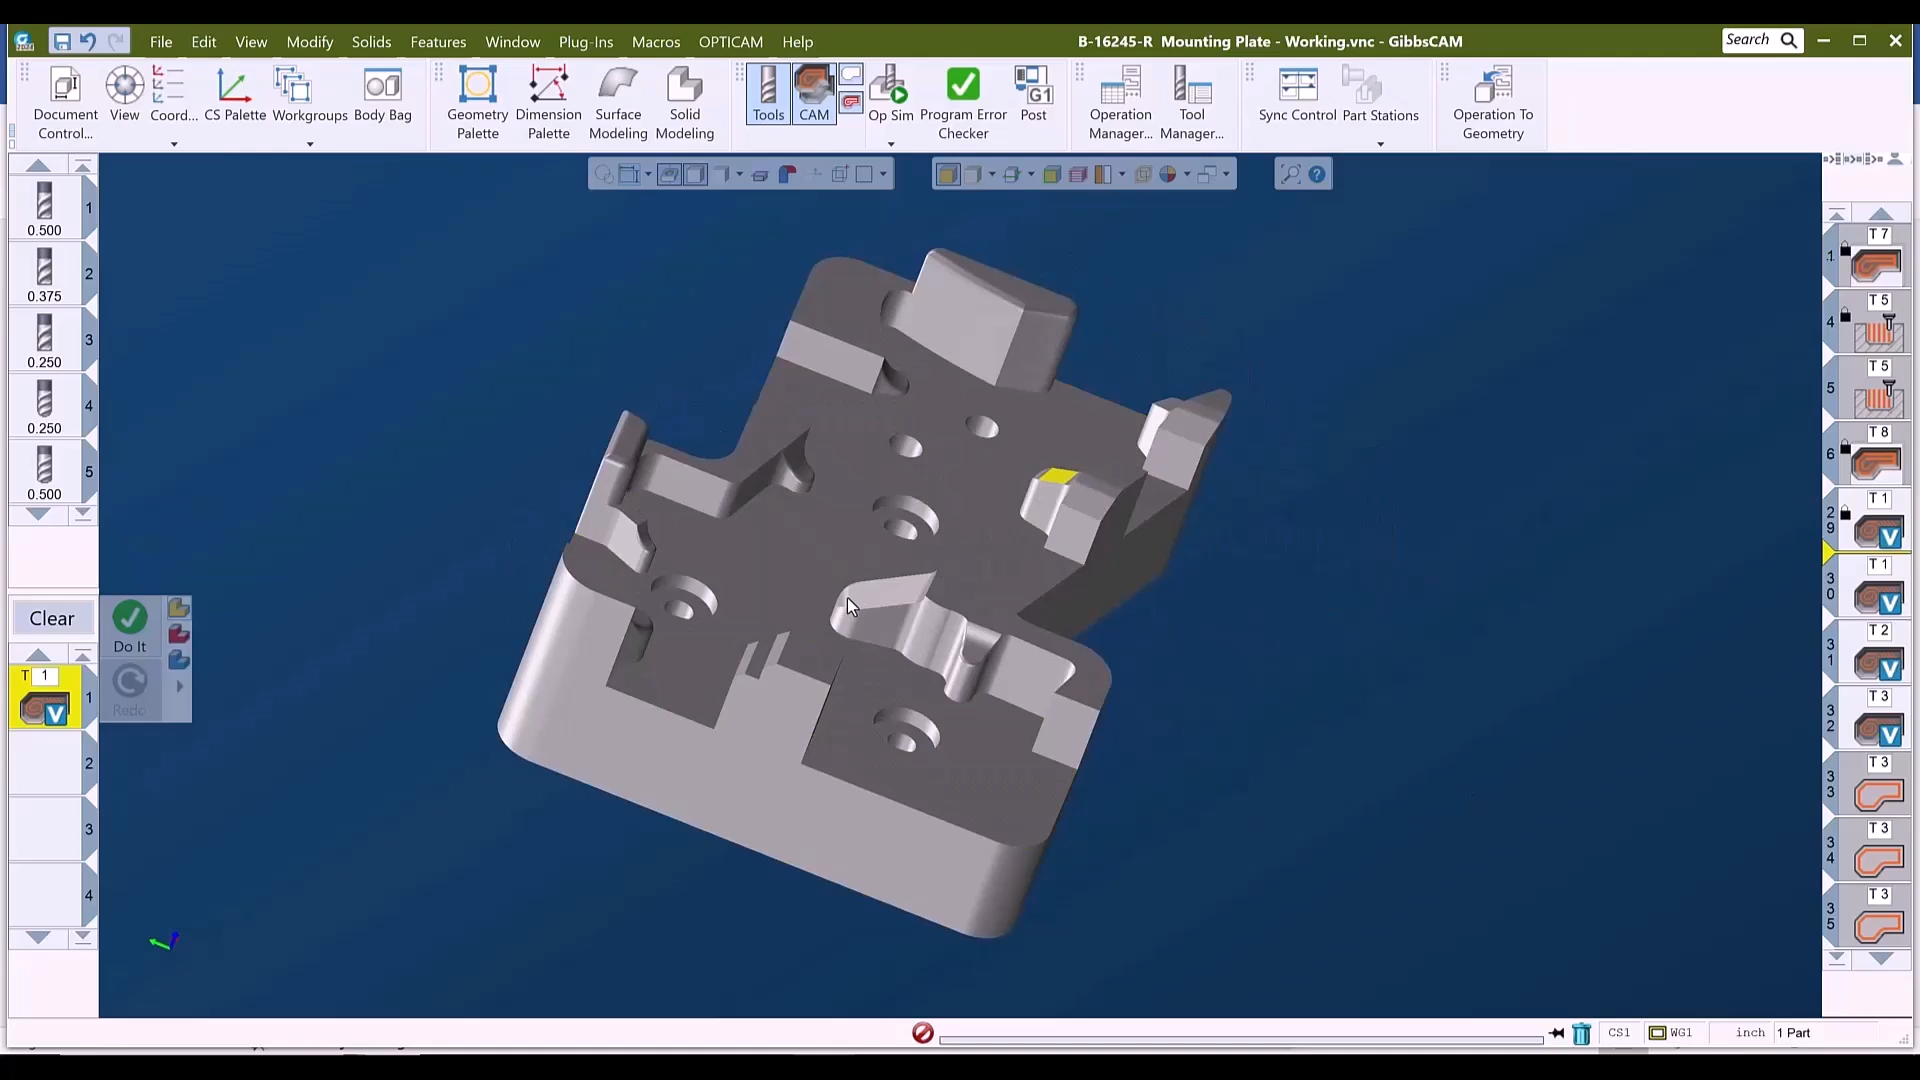 File Edit View Modify Solids Features Window Plug-Ins Macros OPTICAM Help
B-16245-R Mounting Plate - Working.vnc - GibbsCAM
Search
Document Control...
View
Coord...
CS Palette
Workgroups
Body Bag
Geometry Palette
Dimension Palette
Surface Modeling
Solid Modeling
Tools
CAM
Op Sim
Program Error Checker
G1
Post
Operation Manager...
Tool Manager...
Sync Control
Part Stations
Operation To Geometry
1
0.500
2
0.375
3
0.250
4
0.250
5
0.500
Clear
Do It
Redo
T 1
V
1
2
3
4
T 7
1
T 5
4
T 5
5
T 8
6
T 1
29
V
T 1
30
V
T 2
31
V
T 3
32
V
T 3
33
T 3
34
T 3
35
CS1
WG1
inch
1 Part